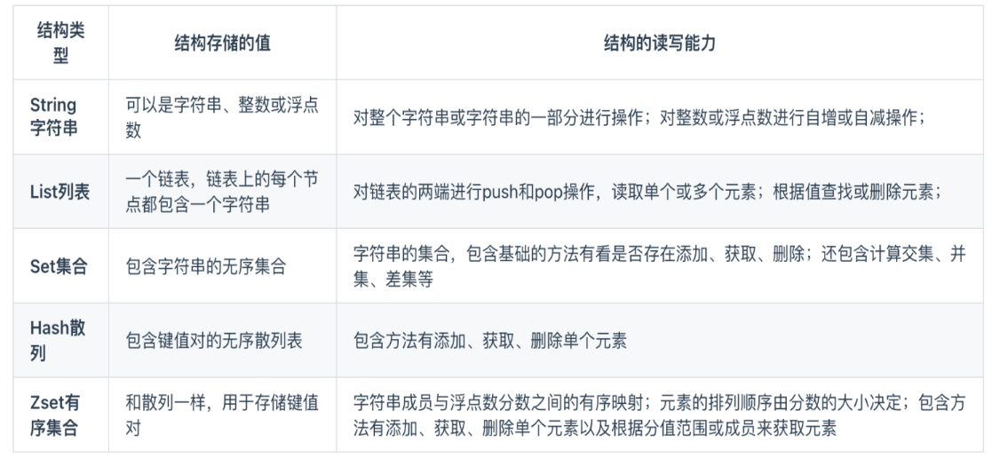 结构类
型
结构存储的值
结构的读写能力
String
字符串
可以是字符串、整数或浮点
数
对整个字符串或字符串的一部分进行操作；对整数或浮点数进行自增或自减操作；
List列表
一个链表，链表上的每个节
点都包含一个字符串
对链表的两端进行push和pop操作，读取单个或多个元素；根据值查找或删除元素；
Set集合
包含字符串的无序集合
字符串的集合，包含基础的方法有看是否存在添加、获取、删除；还包含计算交集、并
集、差集等
Hash散
列
包含键值对的无序散列表
包含方法有添加、获取、删除单个元素
Zset有
序集合
和散列一样，用于存储键值
对
字符串成员与浮点数分数之间的有序映射；元素的排列顺序由分数的大小决定；包含方
法有添加、获取、删除单个元素以及根据分值范围或成员来获取元素